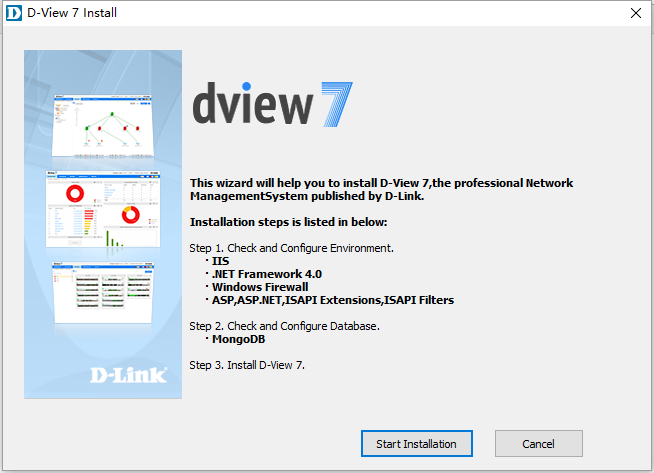 D-View 7 Install
dview 7
This wizard will help you to install D-View 7,the professional Network
ManagementSystem published by D-Link.
Installation steps is listed in below:
Step 1. Check and Configure Environment.
· IIS
· .NET Framework 4.0
· Windows Firewall
· ASP,ASP.NET,ISAPI Extensions,ISAPI Filters
Step 2. Check and Configure Database.
· MongoDB
Step 3. Install D-View 7.
D-Link
Start Installation
Cancel